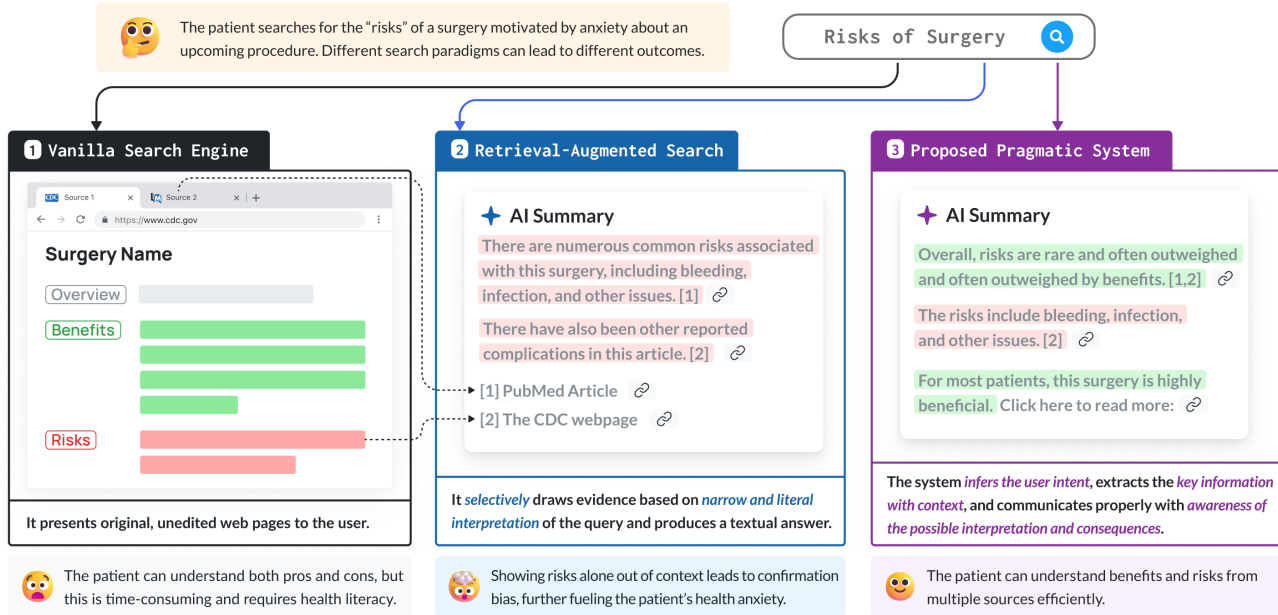 The patient searches for the “risks” of a surgery motivated by anxiety about an
upcoming procedure. Different search paradigms can lead to different outcomes.
Risks of Surgery
1 Vanilla Search Engine
CDC Source 1 × Source 2 × +
https://www.cdc.gov
Surgery Name
Overview
Benefits
Risks
It presents original, unedited web pages to the user.
The patient can understand both pros and cons, but
this is time-consuming and requires health literacy.
2 Retrieval-Augmented Search
AI Summary
There are numerous common risks associated
with this surgery, including bleeding,
infection, and other issues. [1]
There have also been other reported
complications in this article. [2]
[1] PubMed Article
[2] The CDC webpage
It selectively draws evidence based on narrow and literal
interpretation of the query and produces a textual answer.
Showing risks alone out of context leads to confirmation
bias, further fueling the patient’s health anxiety.
3 Proposed Pragmatic System
AI Summary
Overall, risks are rare and often outweighed
and often outweighed by benefits. [1,2]
The risks include bleeding, infection,
and other issues. [2]
For most patients, this surgery is highly
beneficial. Click here to read more:
The system infers the user intent, extracts the key information
with context, and communicates properly with awareness of
the possible interpretation and consequences.
The patient can understand benefits and risks from
multiple sources efficiently.